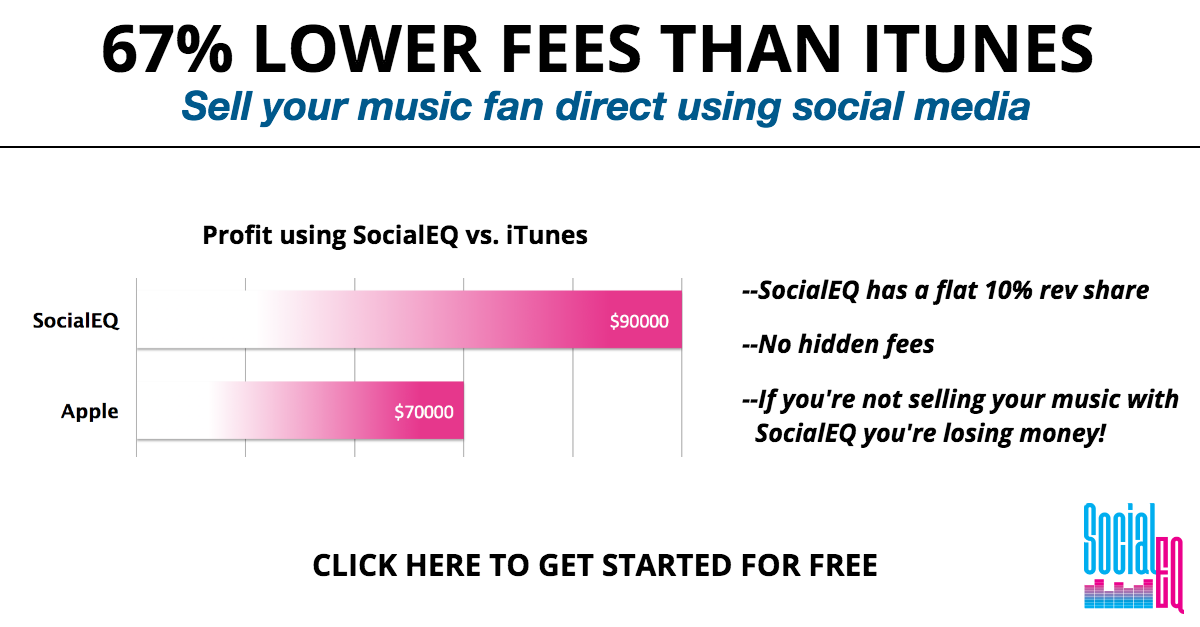 67% LOWER FEES THAN ITUNES
Sell your music fan direct using social media
Profit using SocialEQ vs. iTunes
SocialEQ
$90000
Apple
$70000
--SocialEQ has a flat 10% rev share
--No hidden fees
--If you're not selling your music with
SocialEQ you're losing money!
CLICK HERE TO GET STARTED FOR FREE
Social
EQ